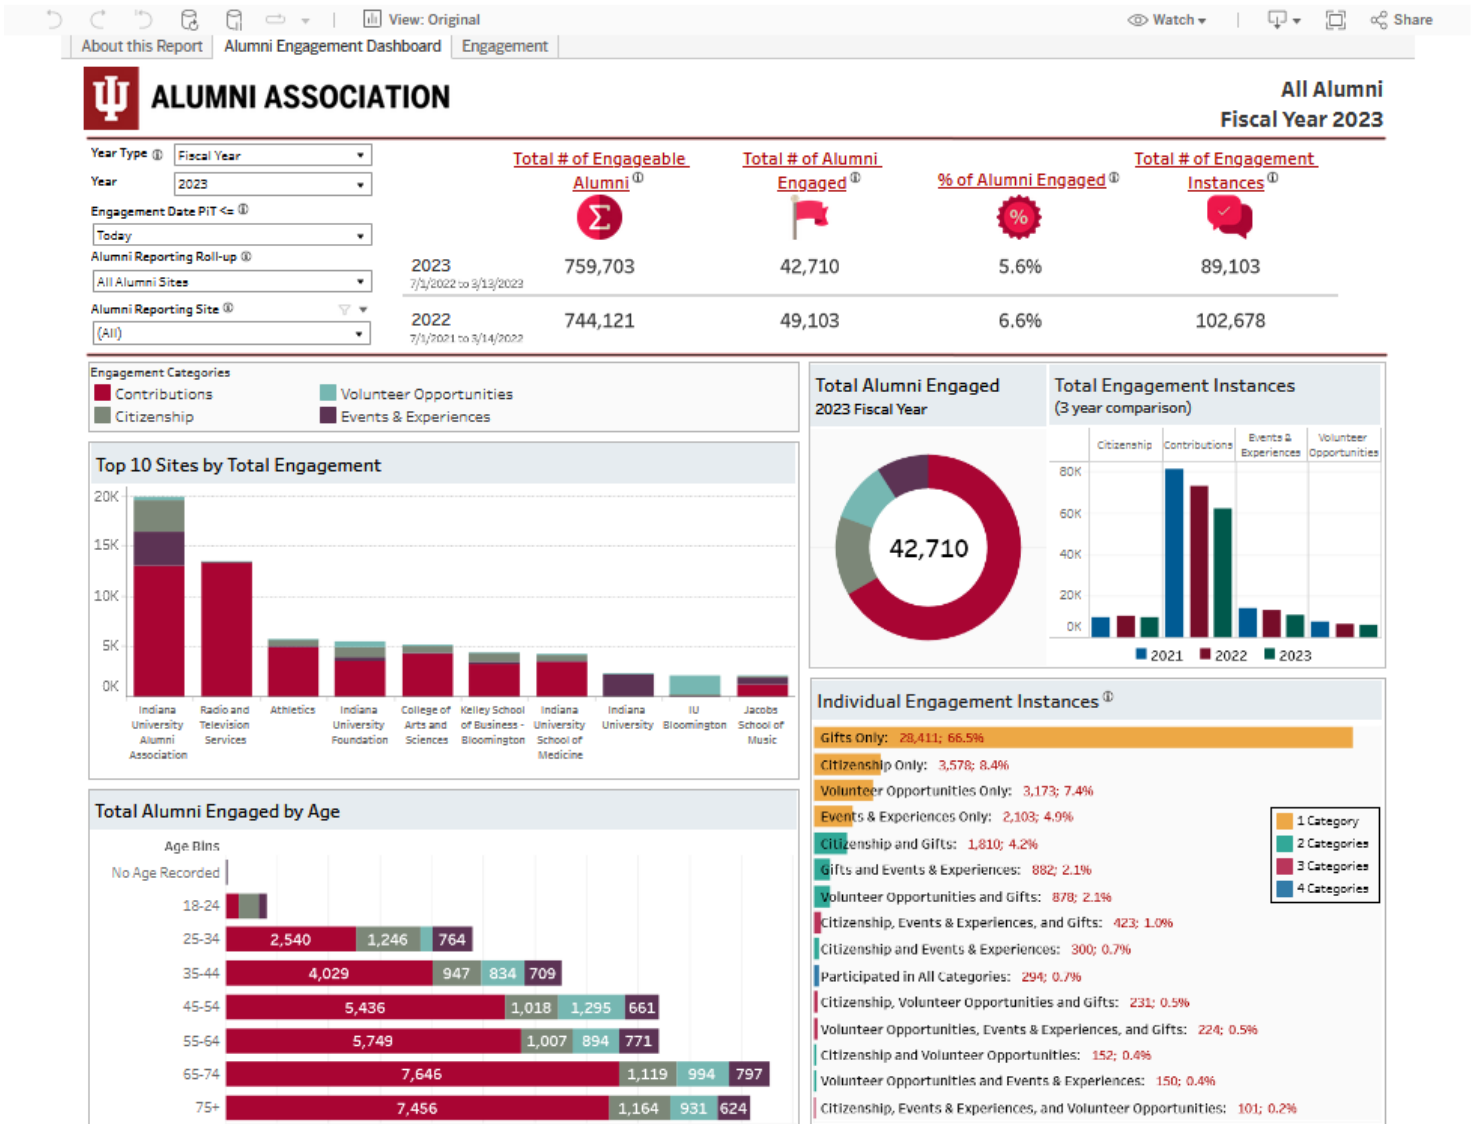 View: Original
Watch
Share
About this Report
Alumni Engagement Dashboard
Engagement
ALUMNI ASSOCIATION
All Alumni
Fiscal Year 2023
Year Type
Fiscal Year
Year
2023
Engagement Date PiT <=
Today
Alumni Reporting Roll-up
All Alumni Sites
Alumni Reporting Site
(All)
Total # of Engageable
Alumni
Total # of Alumni
Engaged
% of Alumni Engaged
Total # of Engagement
Instances
2023
7/1/2022 to 3/13/2023
759,703
42,710
5.6%
89,103
2022
7/1/2021 to 3/14/2022
744,121
49,103
6.6%
102,678
Engagement Categories
Contributions
Volunteer Opportunities
Citizenship
Events & Experiences
Top 10 Sites by Total Engagement
20K
15K
10K
5K
0K
Indiana
University
Alumni
Association
Radio and
Television
Services
Athletics
Indiana
University
Foundation
College of
Arts and
Sciences
Kelley School
of Business -
Bloomington
Indiana
University
School of
Medicine
Indiana
University
IU
Bloomington
Jacobs
School of
Music
Total Alumni Engaged by Age
Age Bins
No Age Recorded
18-24
25-34
2,540
1,246
764
35-44
4,029
947
834
709
45-54
5,436
1,018
1,295
661
55-64
5,749
1,007
894
771
65-74
7,646
1,119
994
797
75+
7,456
1,164
931
624
Total Alumni Engaged
2023 Fiscal Year
42,710
Total Engagement Instances
(3 year comparison)
Citizenship
Contributions
Events &
Experiences
Volunteer
Opportunities
80K
60K
40K
20K
0K
2021
2022
2023
Individual Engagement Instances
Gifts Only: 28,411; 66.5%
Citizenship Only: 3,578; 8.4%
Volunteer Opportunities Only: 3,173; 7.4%
Events & Experiences Only: 2,103; 4.9%
Citizenship and Gifts: 1,810; 4.2%
Gifts and Events & Experiences: 882; 2.1%
Volunteer Opportunities and Gifts: 878; 2.1%
Citizenship, Events & Experiences, and Gifts: 423; 1.0%
Citizenship and Events & Experiences: 300; 0.7%
Participated in All Categories: 294; 0.7%
Citizenship, Volunteer Opportunities and Gifts: 231; 0.5%
Volunteer Opportunities, Events & Experiences, and Gifts: 224; 0.5%
Citizenship and Volunteer Opportunities: 152; 0.4%
Volunteer Opportunities and Events & Experiences: 150; 0.4%
Citizenship, Events & Experiences, and Volunteer Opportunities: 101; 0.2%
1 Category
2 Categories
3 Categories
4 Categories